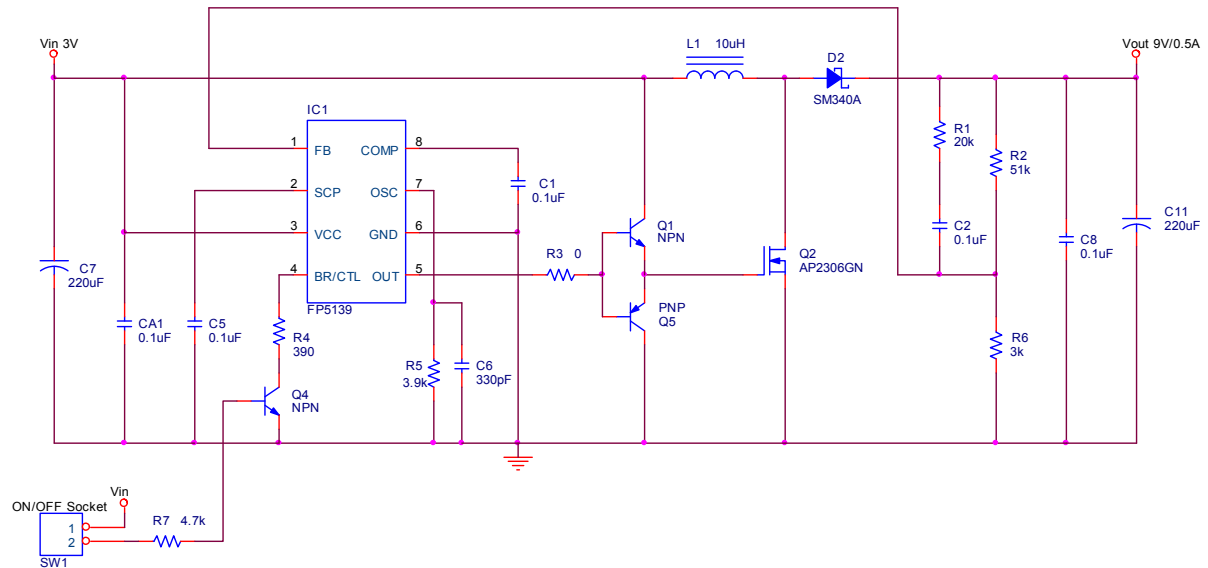 Vin 3V
L1 10uH
D2
SM340A
Vout 9V/0.5A
IC1
1 FB COMP 8
2 SCP OSC 7
3 VCC GND 6
4 BR/CTL OUT 5
FP5139
C1
0.1uF
R1
20k
R2
51k
C11
220uF
C2
0.1uF
C8
0.1uF
Q1
NPN
R3 0
Q2
AP2306GN
PNP
Q5
C7
220uF
CA1
0.1uF
C5
0.1uF
R4
390
R5
3.9k
C6
330pF
R6
3k
Q4
NPN
Vin
ON/OFF Socket
1
2
SW1
R7 4.7k